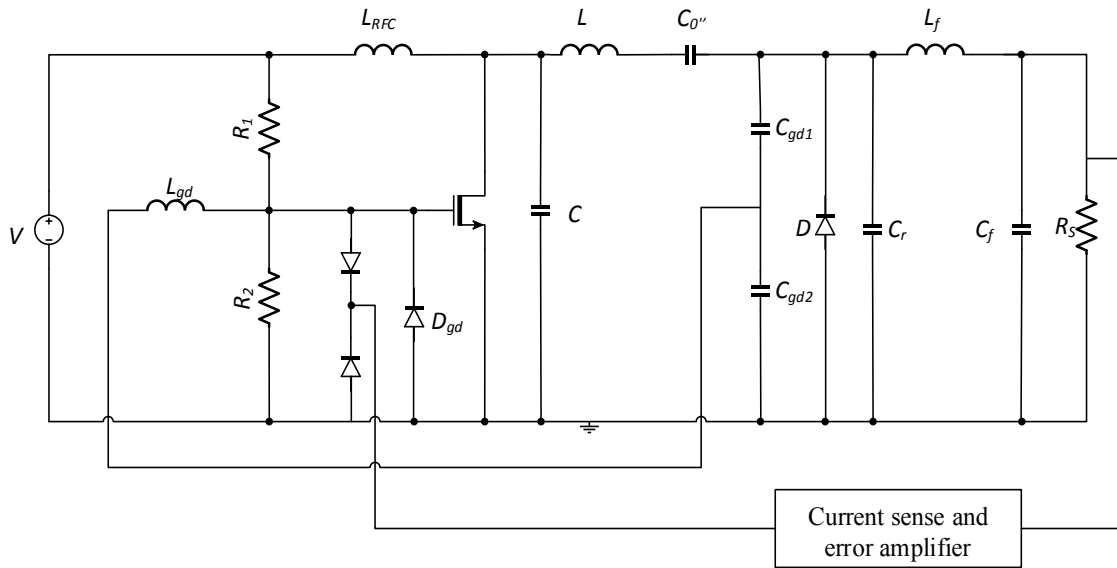 L_RFC
L
C_0''
L_f
R_1
C_gd1
L_gd
V
C
D
C_r
C_f
R_S
R_2
C_gd2
D_gd
Current sense and
error amplifier